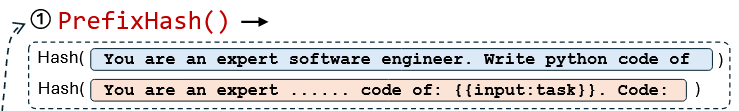 ① PrefixHash() →
Hash( You are an expert software engineer. Write python code of )
Hash( You are an expert ...... code of: {{input:task}}. Code: )